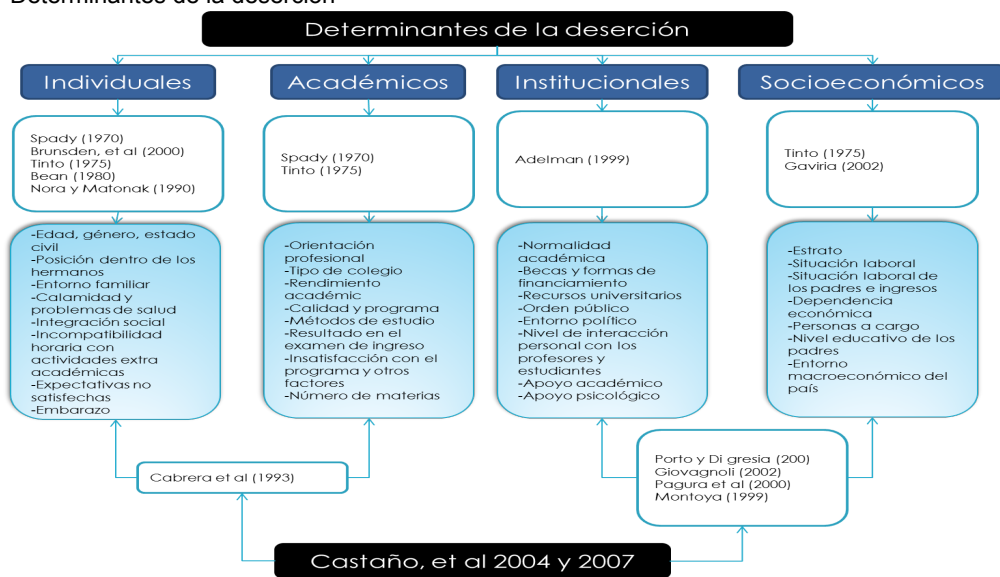 Determinantes de la deserción
Determinantes de la deserción
Individuales
Académicos
Institucionales
Socioeconómicos
Spady (1970)
Brunsden, et al (2000)
Tinto (1975)
Bean (1980)
Nora y Matonak (1990)
Spady (1970)
Tinto (1975)
Adelman (1999)
Tinto (1975)
Gaviria (2002)
-Edad, género, estado
civil
-Posición dentro de los
hermanos
-Entorno familiar
-Calamidad y
problemas de salud
-Integración social
-Incompatibilidad
horaria con
actividades extra
académicas
-Expectativas no
satisfechas
-Embarazo
-Orientación
profesional
-Tipo de colegio
-Rendimiento
académic
-Calidad y programa
-Métodos de estudio
-Resultado en el
examen de ingreso
-Insatisfacción con el
programa y otros
factores
-Número de materias
-Normalidad
académica
-Becas y formas de
financiamiento
-Recursos universitarios
-Orden público
-Entorno político
-Nivel de interacción
personal con los
profesores y
estudiantes
-Apoyo académico
-Apoyo psicológico
-Estrato
-Situación laboral
-Situación laboral de
los padres e ingresos
-Dependencia
económica
-Personas a cargo
-Nivel educativo de los
padres
-Entorno
macroeconómico del
país
Cabrera et al (1993)
Porto y Di gresia (200)
Giovagnoli (2002)
Pagura et al (2000)
Montoya (1999)
Castaño, et al 2004 y 2007